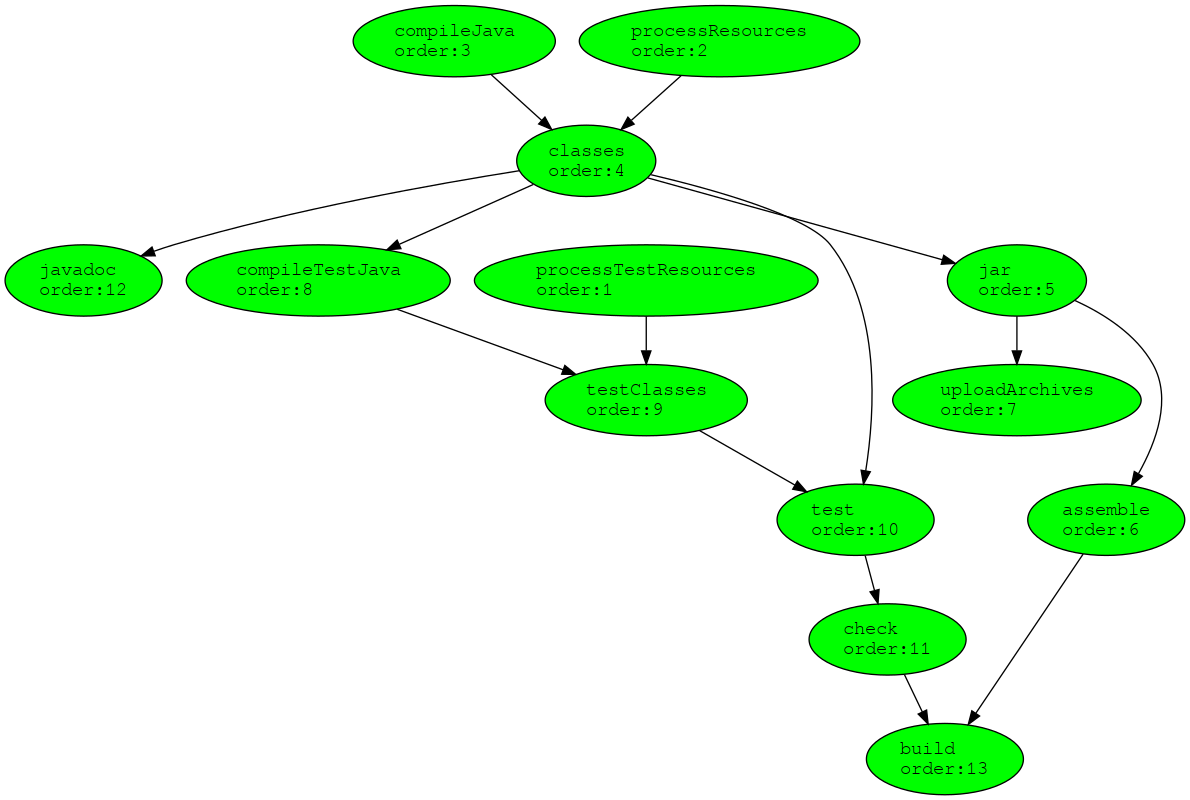 compileJava
order:3
processResources
order:2
classes
order:4
javadoc
order:12
compileTestJava
order:8
processTestResources
order:1
jar
order:5
testClasses
order:9
uploadArchives
order:7
test
order:10
assemble
order:6
check
order:11
build
order:13